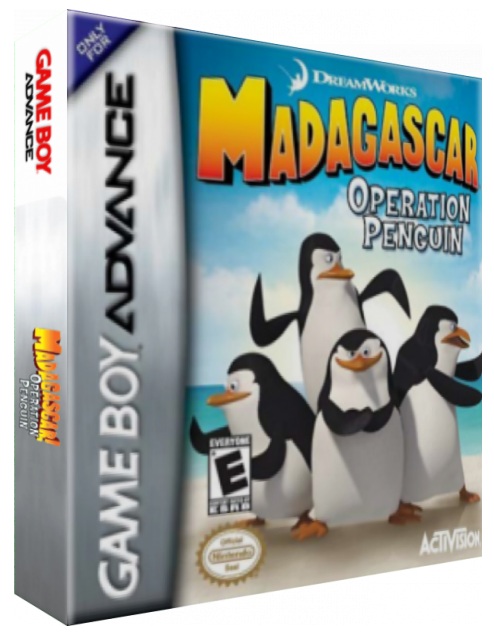 GAME BOY
ADVANCE
MADAGASCAR
OPERATION
PENGUIN
ONLY
FOR
GAME BOY ADVANCE
DREAMWORKS
MADAGASCAR
OPERATION
PENGUIN
EVERYONE
E
ESRB
Official
Nintendo
Seal
ACTIVISION